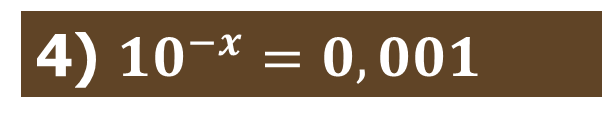 4) 10⁻ˣ = 0,001